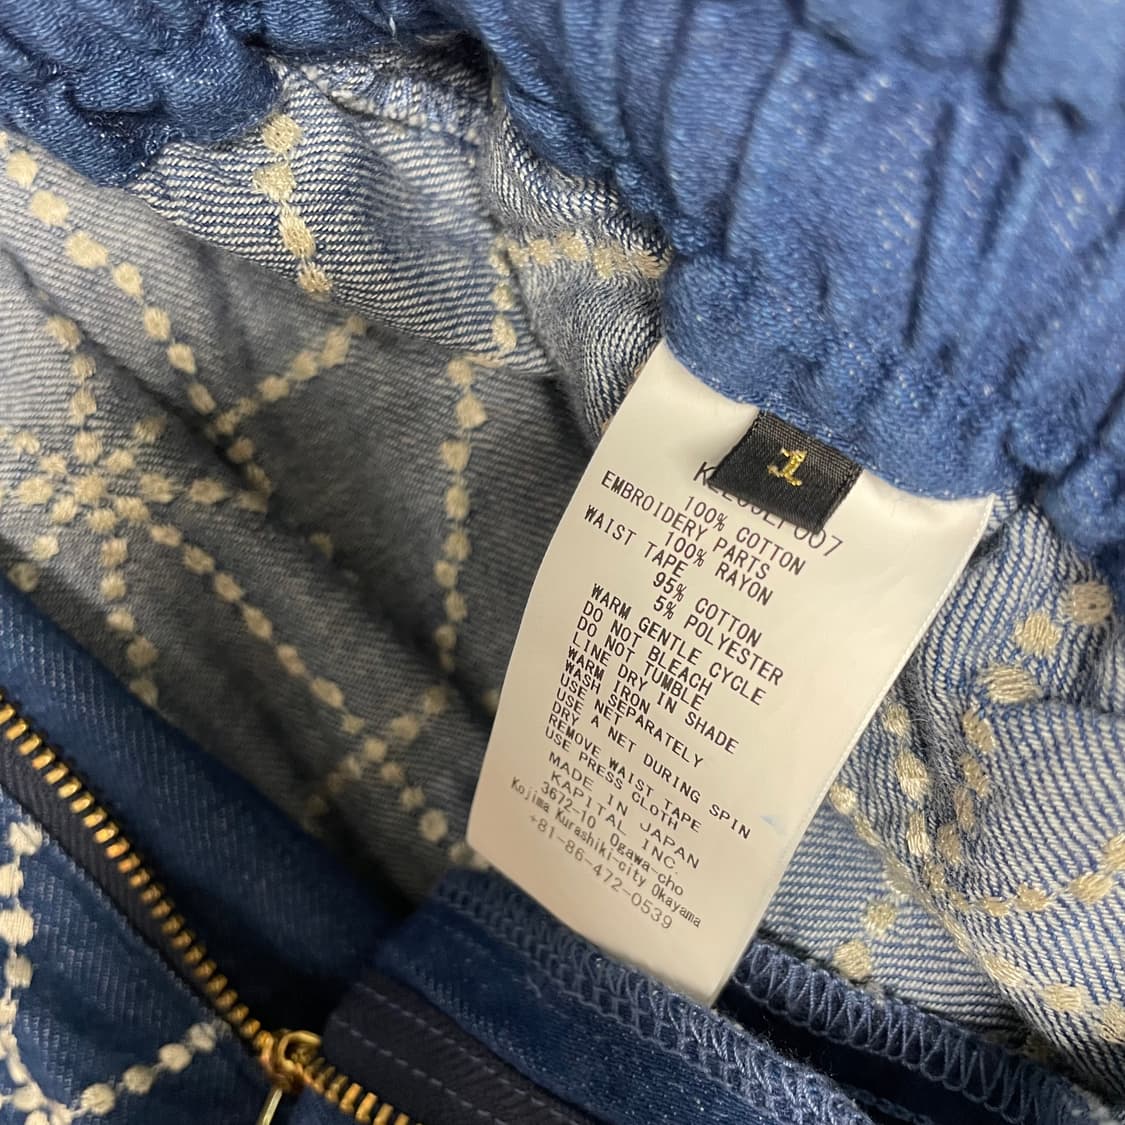 1
100% COTTON
EMBROIDERY PARTS
100% RAYON
WAIST TAPE
95% COTTON
5% POLYESTER
WARM GENTLE CYCLE
DO NOT BLEACH
DO NOT TUMBLE
LINE DRY IN SHADE
WARM IRON
WASH SEPARATELY
USE NET
DRY A NET DURING SPIN
REMOVE WAIST TAPE
USE PRESS CLOTH
MADE IN JAPAN
KAPITAL INC.
3672-10, Ogawa-cho
Kojima Kurashiki-city Okayama
+81-86-472-0539